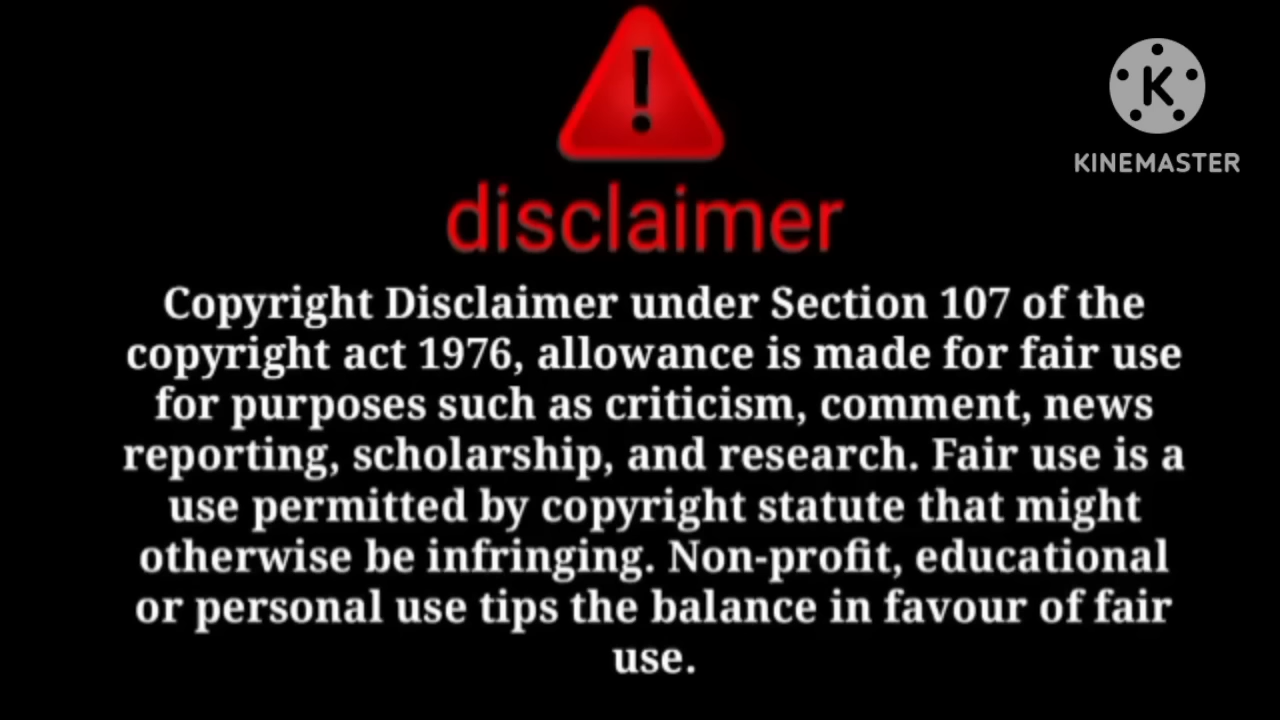 !
K
KINEMASTER
disclaimer
Copyright Disclaimer under Section 107 of the
copyright act 1976, allowance is made for fair use
for purposes such as criticism, comment, news
reporting, scholarship, and research. Fair use is a
use permitted by copyright statute that might
otherwise be infringing. Non-profit, educational
or personal use tips the balance in favour of fair
use.